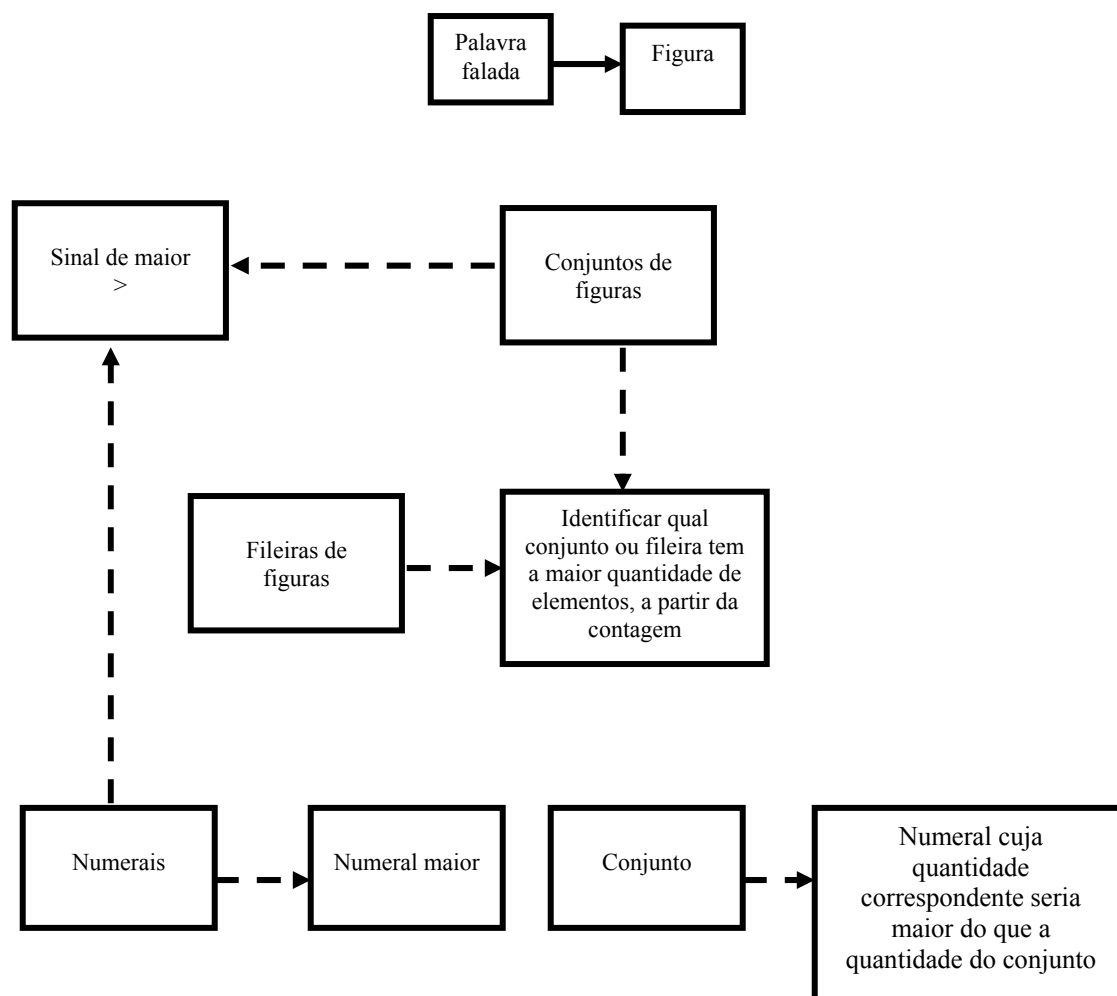 Palavra
falada
Figura
Sinal de maior
>
Conjuntos de
figuras
Fileiras de
figuras
Identificar qual
conjunto ou fileira tem
a maior quantidade de
elementos, a partir da
contagem
Numerais
Numeral maior
Conjunto
Numeral cuja
quantidade
correspondente seria
maior do que a
quantidade do conjunto